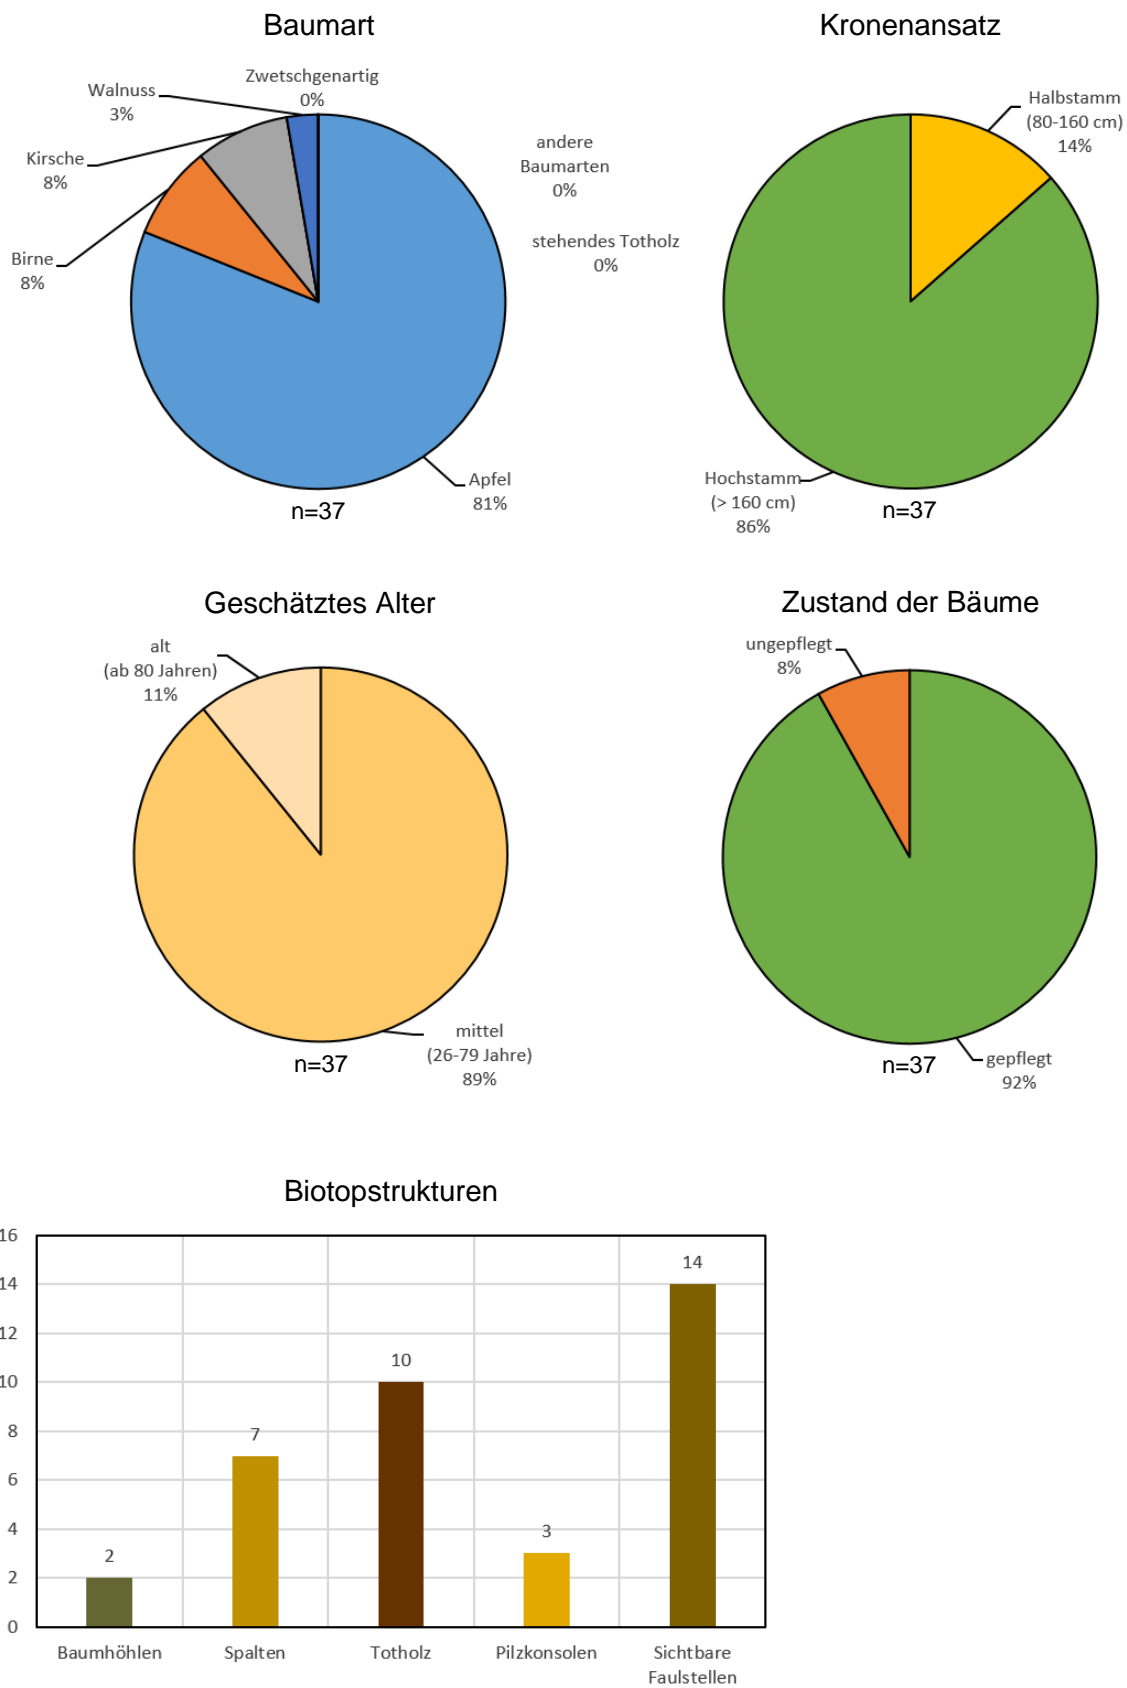 Baumart
Zwetschgenartig
0%
Walnuss
3%
Kirsche
8%
Birne
8%
andere
Baumarten
0%
stehendes Totholz
0%
Apfel
81%
n=37
Kronenansatz
Halbstamm
(80-160 cm)
14%
Hochstamm
(> 160 cm)
86%
n=37
Geschätztes Alter
alt
(ab 80 Jahren)
11%
mittel
(26-79 Jahre)
89%
n=37
Zustand der Bäume
ungepflegt
8%
gepflegt
92%
n=37
Biotopstrukturen
16
14
12
10
8
6
4
2
0
2
7
10
3
14
Baumhöhlen
Spalten
Totholz
Pilzkonsolen
Sichtbare
Faulstellen